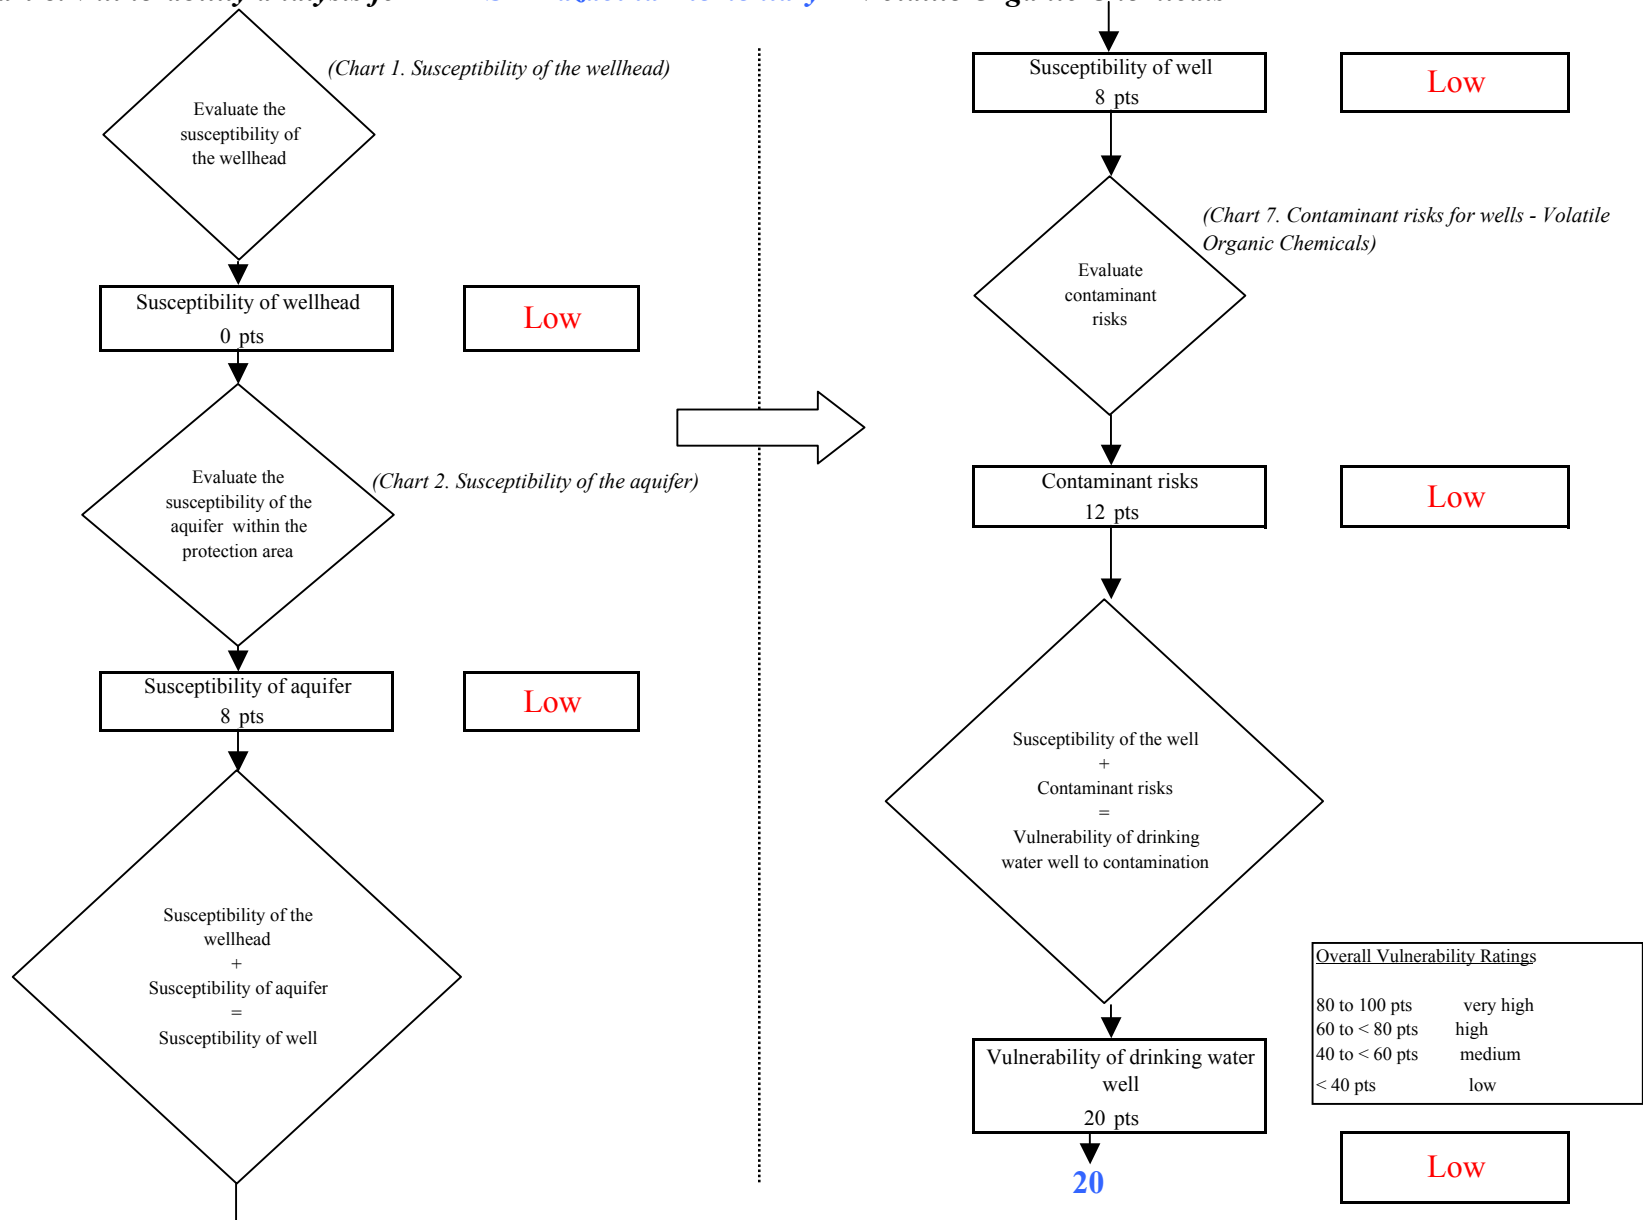 Volatile Organic Chemicals
(Chart 1. Susceptibility of the wellhead)
Evaluate the
susceptibility of
the wellhead
Susceptibility of wellhead
0 pts
Low
Evaluate the
susceptibility of the
aquifer within the
protection area
(Chart 2. Susceptibility of the aquifer)
Susceptibility of aquifer
8 pts
Low
Susceptibility of the
wellhead
+
Susceptibility of aquifer
=
Susceptibility of well
Susceptibility of well
8 pts
Low
(Chart 7. Contaminant risks for wells - Volatile
Organic Chemicals)
Evaluate
contaminant
risks
Contaminant risks
12 pts
Low
Susceptibility of the well
+
Contaminant risks
=
Vulnerability of drinking
water well to contamination
Vulnerability of drinking water
well
20 pts
20
Overall Vulnerability Ratings
80 to 100 pts very high
60 to < 80 pts high
40 to < 60 pts medium
< 40 pts low
Low